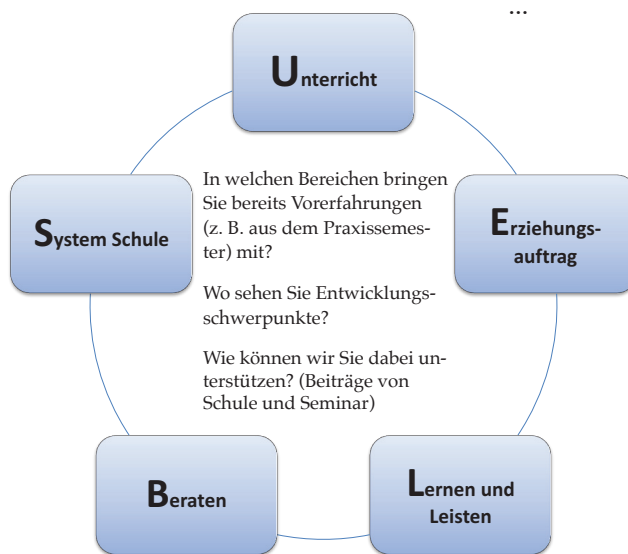 ...
Unterricht
In welchen Bereichen bringen
Sie bereits Vorerfahrungen
(z. B. aus dem Praxissemes-
ter) mit?
Wo sehen Sie Entwicklungs-
schwerpunkte?
Wie können wir Sie dabei un-
terstützen? (Beiträge von
Schule und Seminar)
System Schule
Erziehungs-
auftrag
Beraten
Lernen und
Leisten